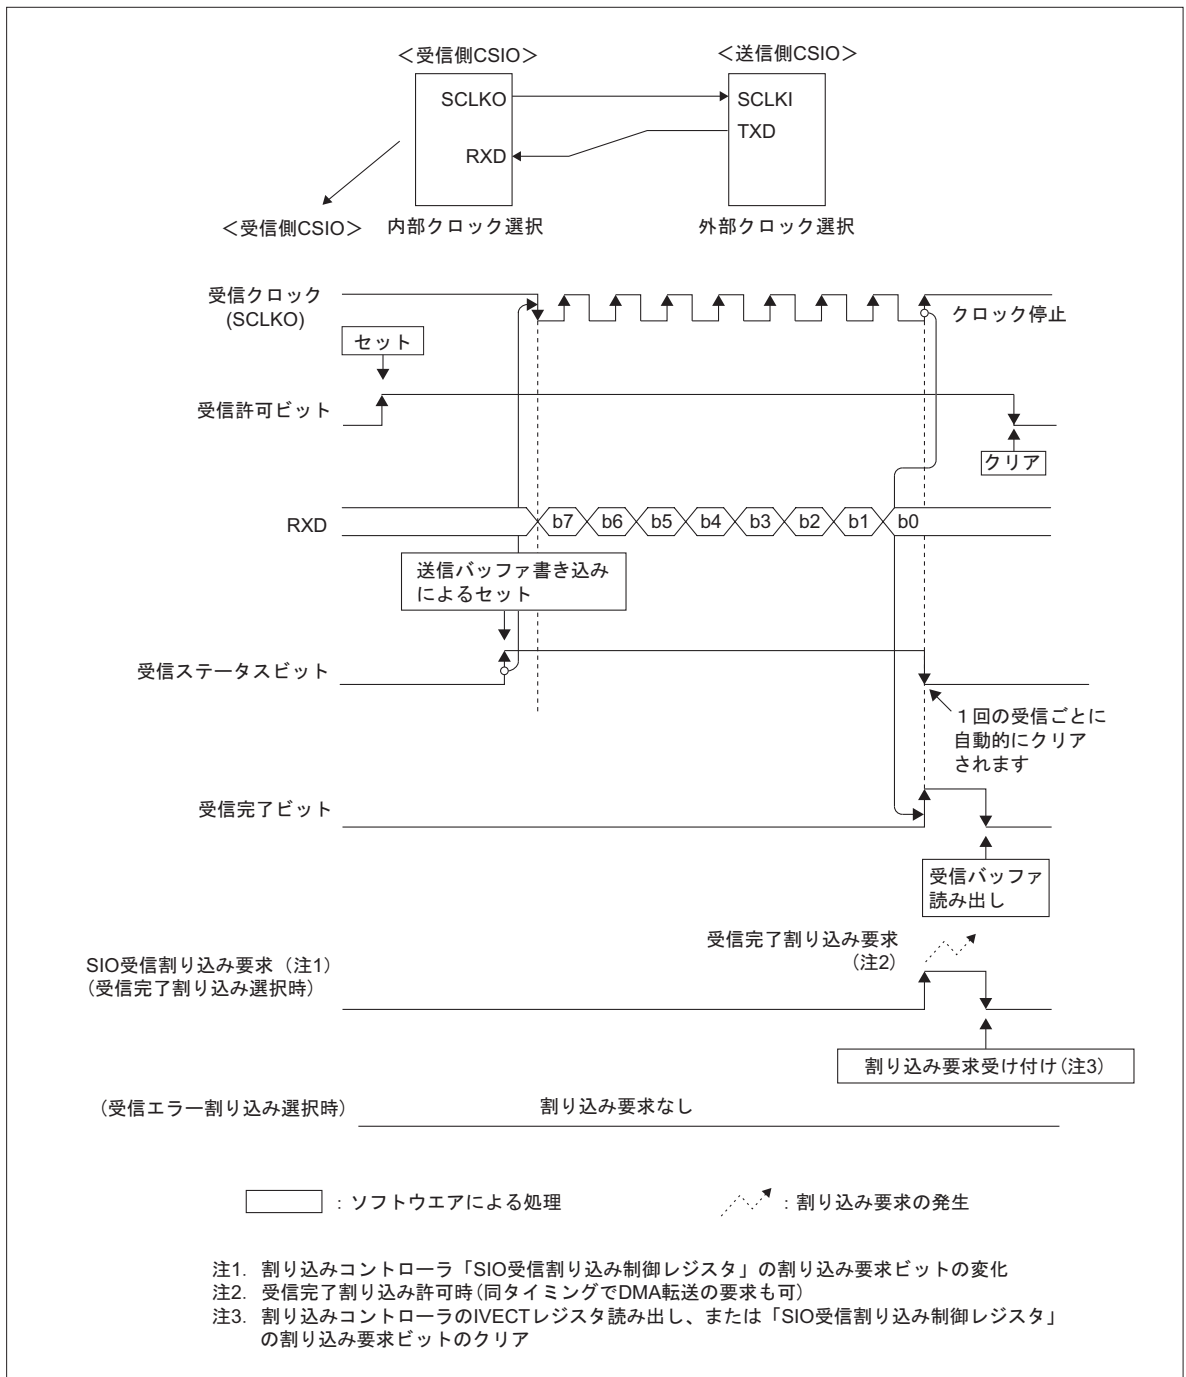 ＜受信側CSIO＞
＜送信側CSIO＞
SCLKO
SCLKI
TXD
RXD
＜受信側CSIO＞
内部クロック選択
外部クロック選択
受信クロック
(SCLKO)
クロック停止
セット
受信許可ビット
クリア
RXD
b7
b6
b5
b4
b3
b2
b1
b0
送信バッファ書き込み
によるセット
受信ステータスビット
１回の受信ごとに
自動的にクリア
されます
受信完了ビット
受信バッファ
読み出し
受信完了割り込み要求
(注2)
SIO受信割り込み要求（注1）
(受信完了割り込み選択時)
割り込み要求受け付け(注3)
(受信エラー割り込み選択時)
割り込み要求なし
：ソフトウエアによる処理
：割り込み要求の発生
注1. 割り込みコントローラ「SIO受信割り込み制御レジスタ」の割り込み要求ビットの変化
注2. 受信完了割り込み許可時(同タイミングでDMA転送の要求も可)
注3. 割り込みコントローラのIVECTレジスタ読み出し、または「SIO受信割り込み制御レジスタ」
の割り込み要求ビットのクリア